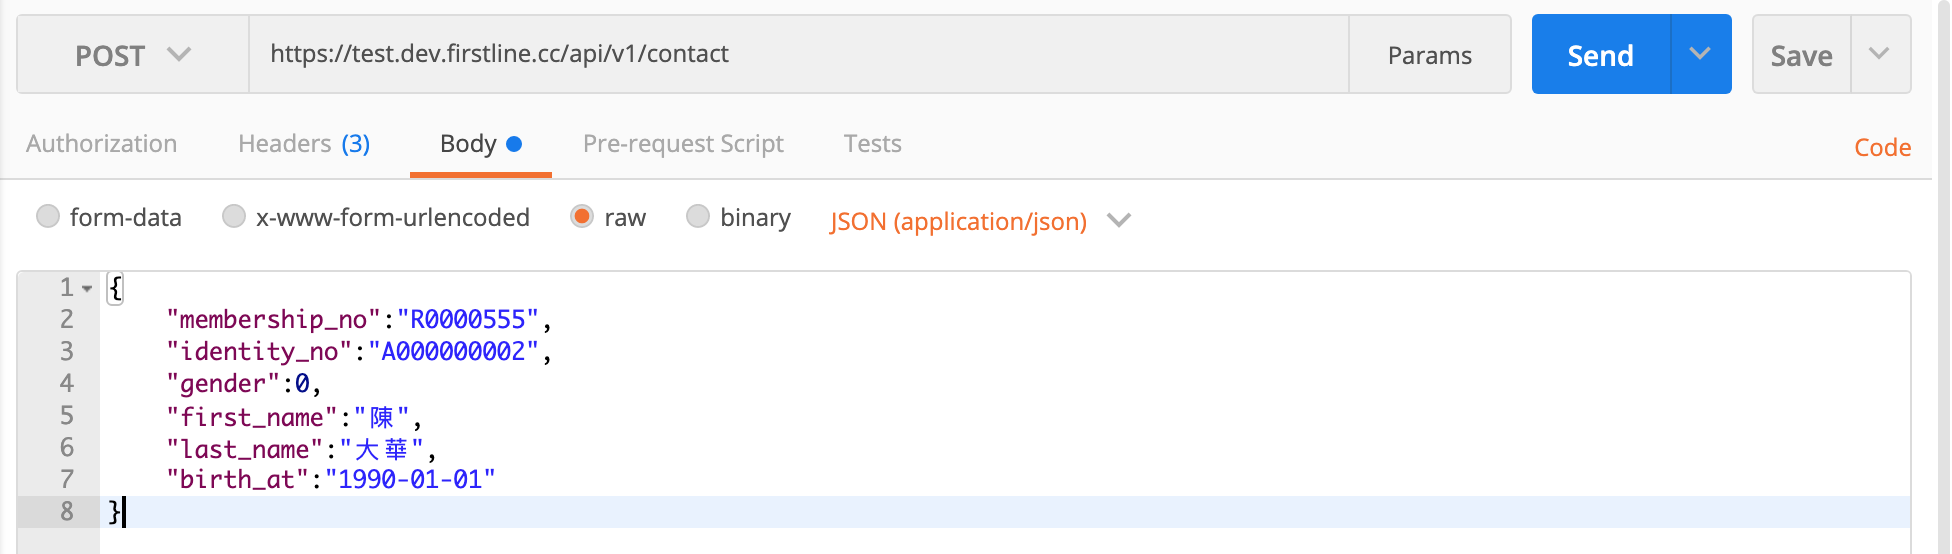 POST https://test.dev.firstline.cc/api/v1/contact Params Send Save
Authorization Headers (3) Body Pre-request Script Tests Code
form-data x-www-form-urlencoded raw binary JSON (application/json)
1 {
2 "membership_no":"R0000555",
3 "identity_no":"A000000002",
4 "gender":0,
5 "first_name":"陳",
6 "last_name":"大華",
7 "birth_at":"1990-01-01"
8 }